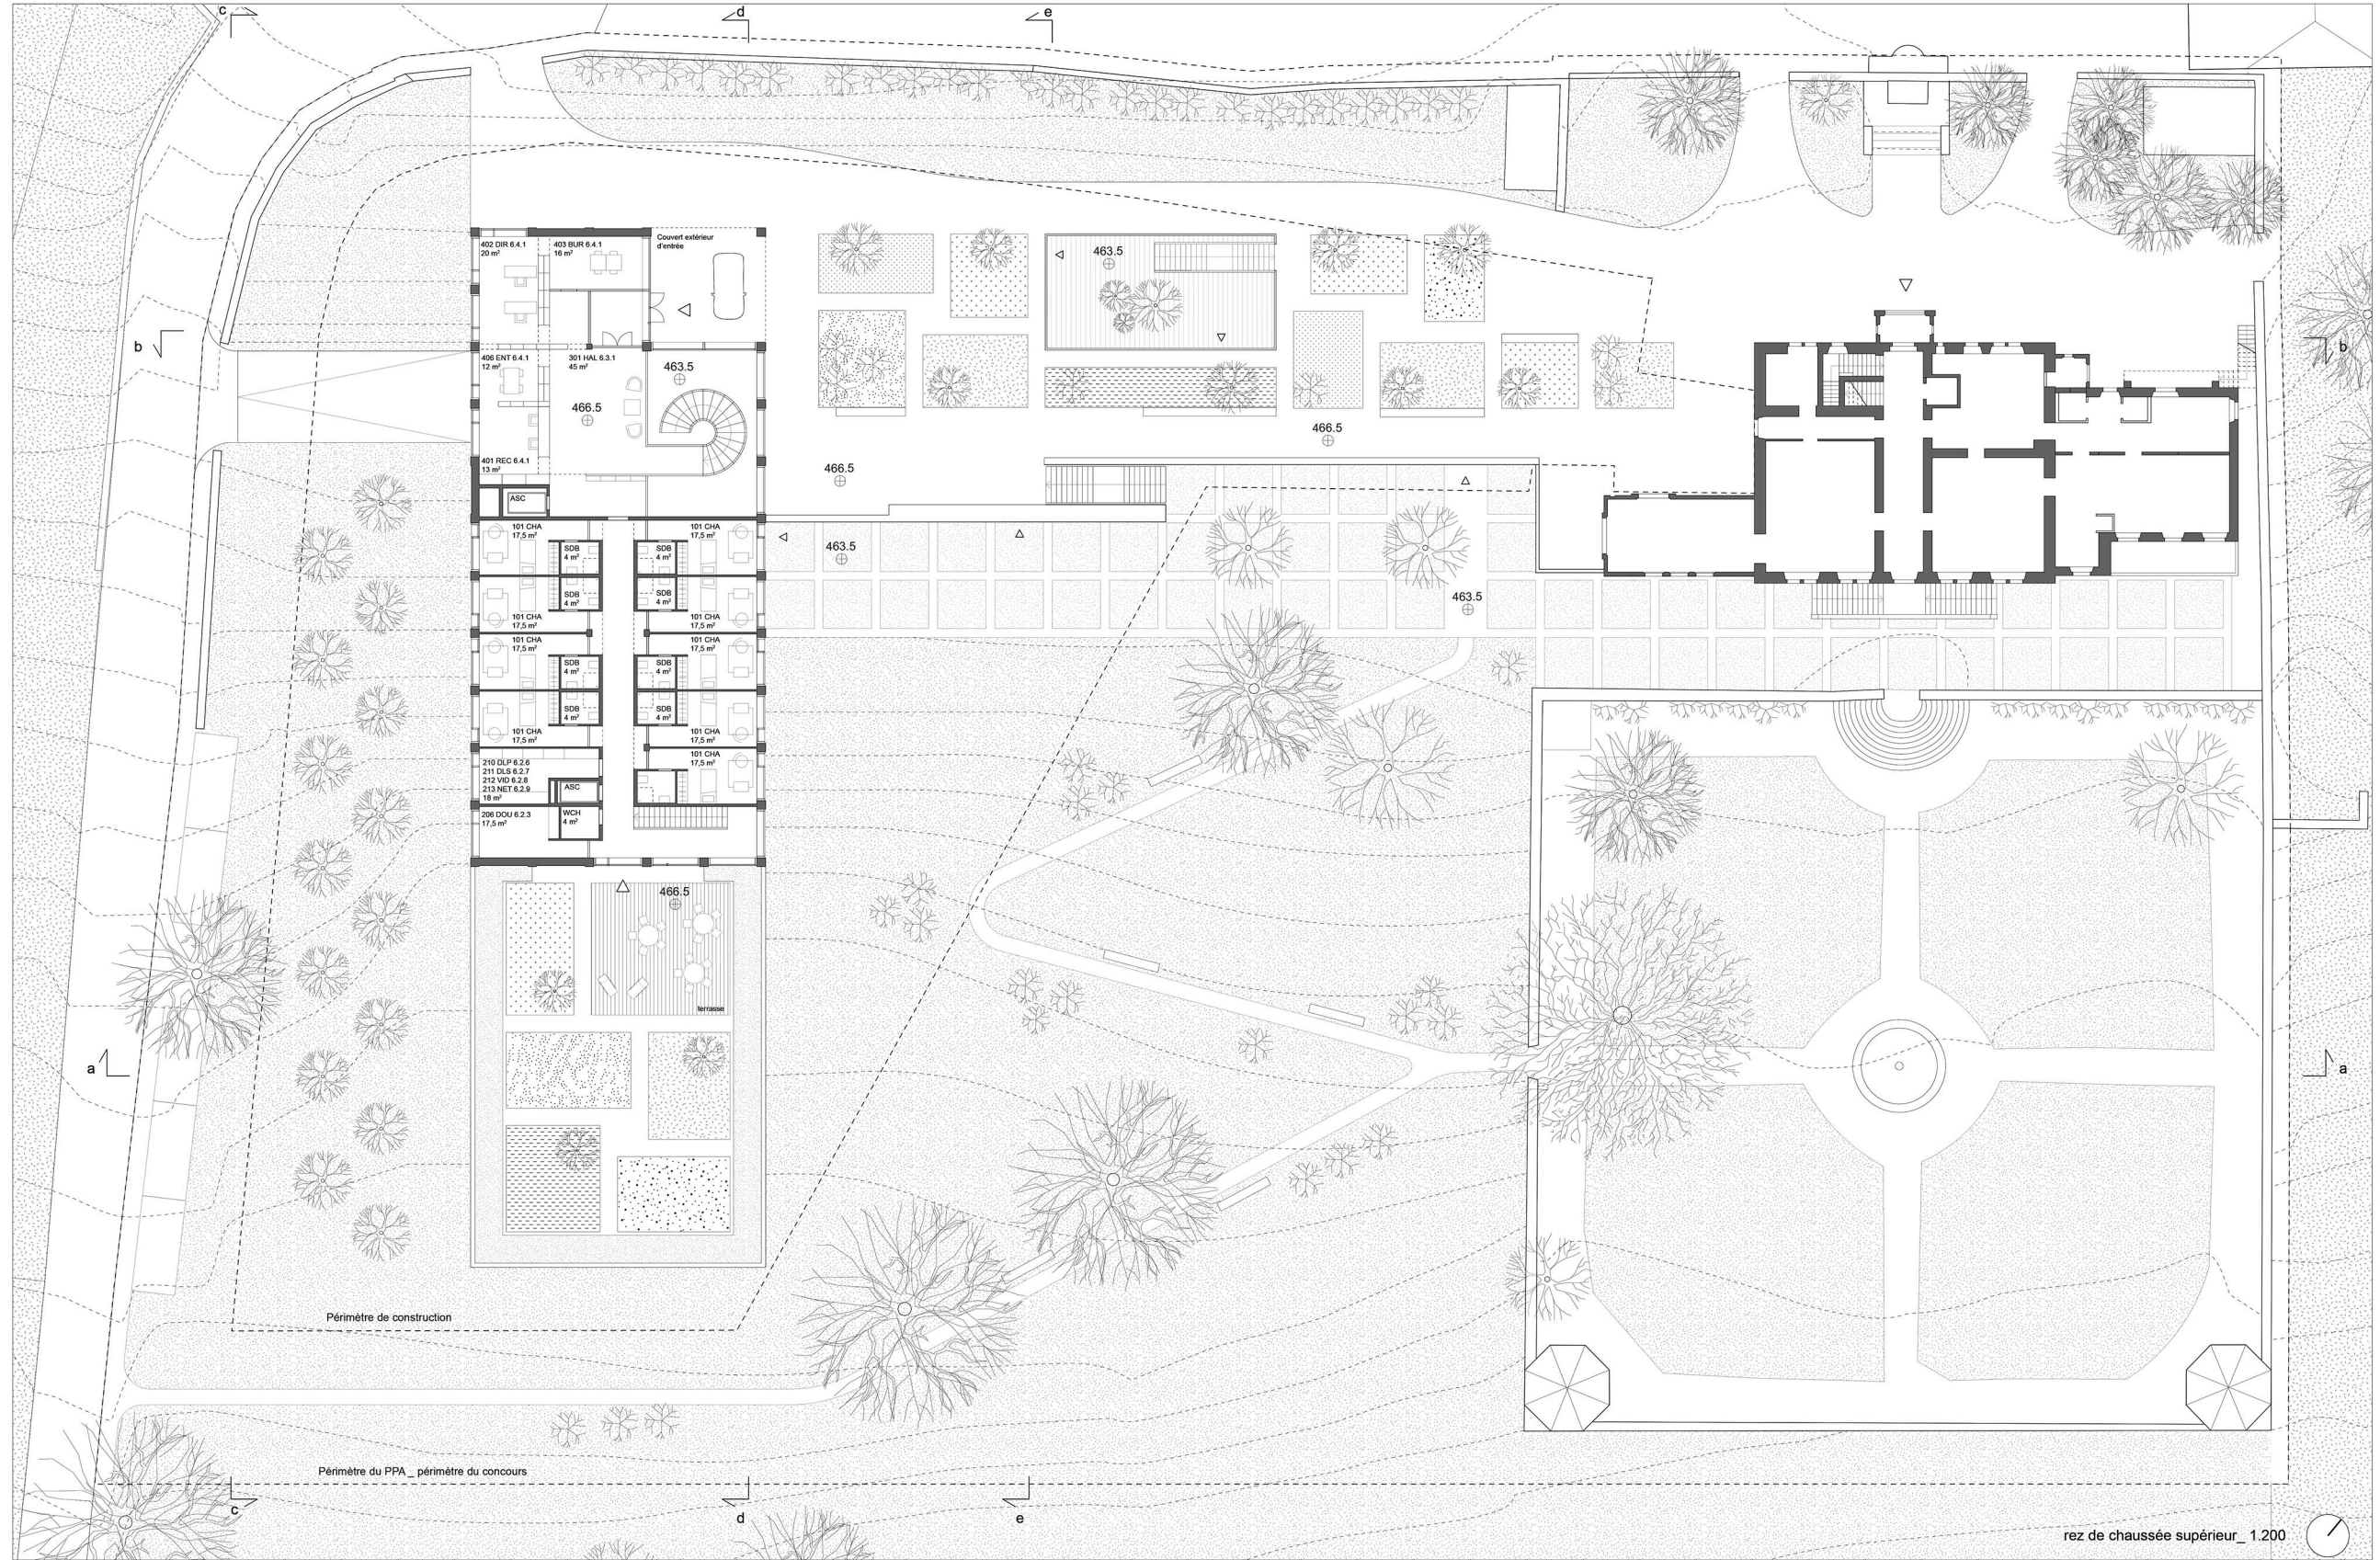 c
d
e
402 DIR 6.4.1
20 m²
403 BUR 6.4.1
16 m²
Couvert extérieur
d'entrée
463.5
b
b
406 ENT 6.4.1
12 m²
301 HAL 6.3.1
45 m²
463.5
466.5
466.5
401 REC 6.4.1
13 m²
466.5
ASC
101 CHA
17,5 m²
101 CHA
17,5 m²
SDB
4 m²
SDB
4 m²
463.5
SDB
4 m²
SDB
4 m²
463.5
101 CHA
17,5 m²
101 CHA
17,5 m²
101 CHA
17,5 m²
101 CHA
17,5 m²
SDB
4 m²
SDB
4 m²
SDB
4 m²
SDB
4 m²
101 CHA
17,5 m²
101 CHA
17,5 m²
101 CHA
17,5 m²
210 DLP 6.2.6
211 DLS 6.2.7
212 VID 6.2.8
213 NET 6.2.9
18 m²
ASC
206 DOU 6.2.3
17,5 m²
WCH
4 m²
466.5
terrasse
a
a
Périmètre de construction
Périmètre du PPA _ périmètre du concours
c
d
e
rez de chaussée supérieur_ 1.200